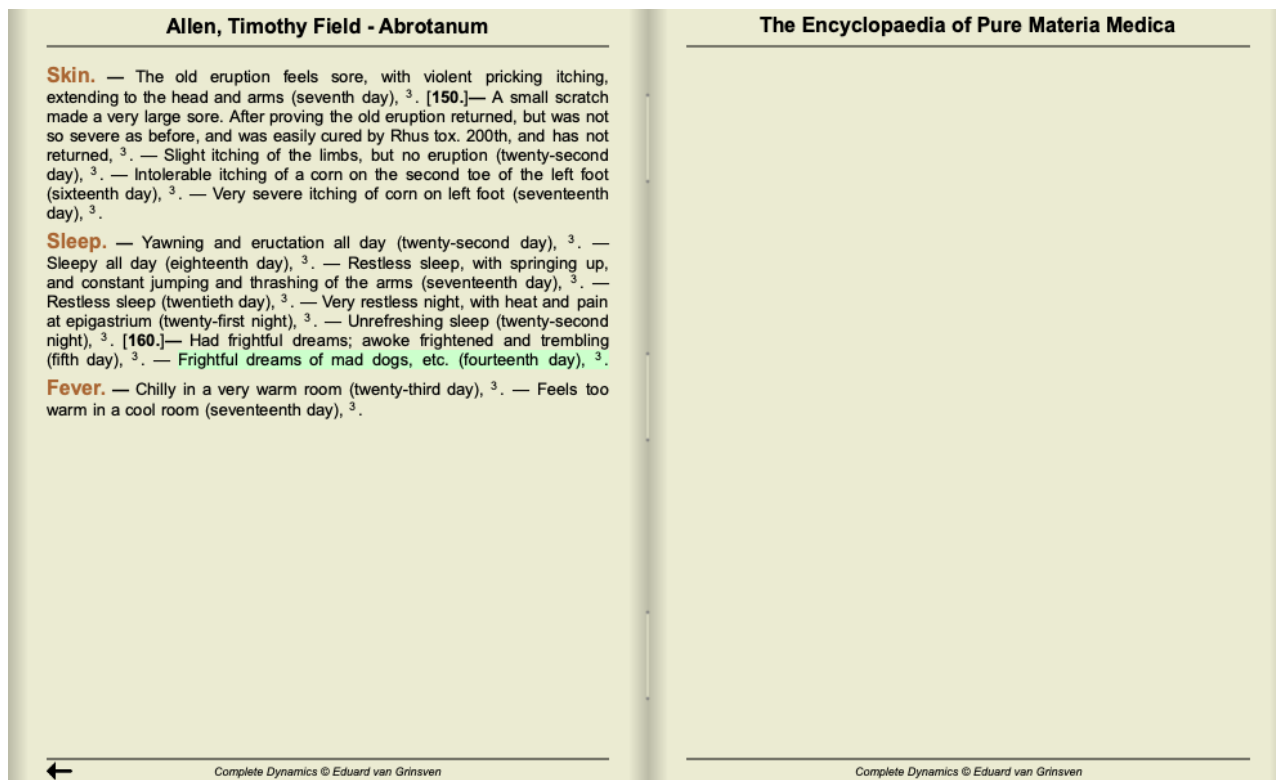 Allen, Timothy Field - Abrotanum
Skin. — The old eruption feels sore, with violent pricking itching,
extending to the head and arms (seventh day), ³. [150.]— A small scratch
made a very large sore. After proving the old eruption returned, but was not
so severe as before, and was easily cured by Rhus tox. 200th, and has not
returned, ³. — Slight itching of the limbs, but no eruption (twenty-second
day), ³. — Intolerable itching of a corn on the second toe of the left foot
(sixteenth day), ³. — Very severe itching of corn on left foot (seventeenth
day), ³.
Sleep. — Yawning and eructation all day (twenty-second day), ³. —
Sleepy all day (eighteenth day), ³. — Restless sleep, with springing up,
and constant jumping and thrashing of the arms (seventeenth day), ³. —
Restless sleep (twentieth day), ³. — Very restless night, with heat and pain
at epigastrium (twenty-first night), ³. — Unrefreshing sleep (twenty-second
night), ³. [160.]— Had frightful dreams; awoke frightened and trembling
(fifth day), ³. — Frightful dreams of mad dogs, etc. (fourteenth day), ³.
Fever. — Chilly in a very warm room (twenty-third day), ³. — Feels too
warm in a cool room (seventeenth day), ³.
Complete Dynamics © Eduard van Grinsven
The Encyclopaedia of Pure Materia Medica
Complete Dynamics © Eduard van Grinsven